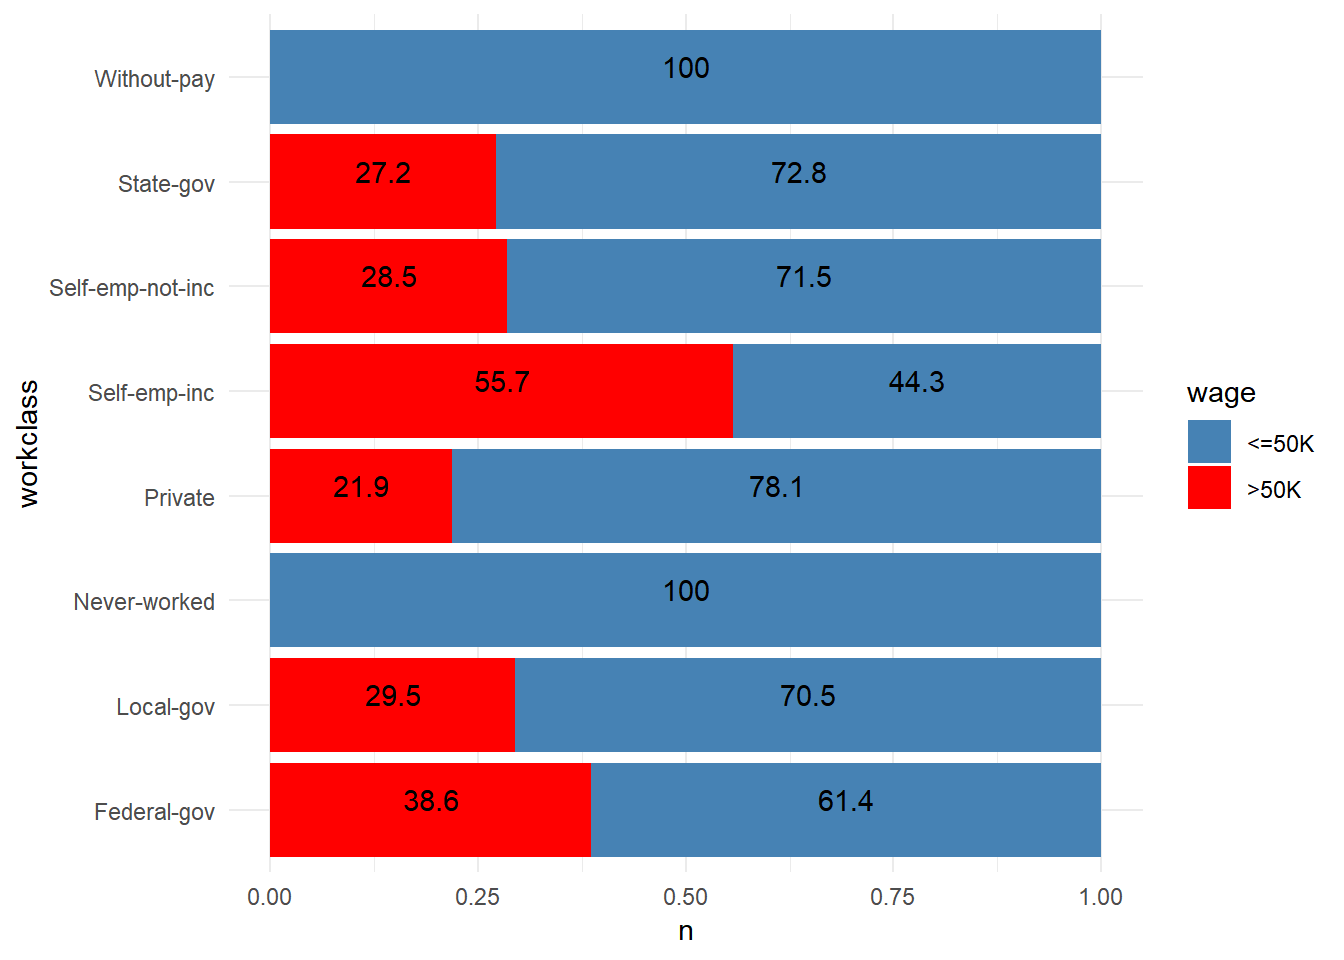 Without-pay
100
State-gov
27.2
72.8
Self-emp-not-inc
28.5
71.5
Self-emp-inc
55.7
44.3
Private
21.9
78.1
Never-worked
100
Local-gov
29.5
70.5
Federal-gov
38.6
61.4
0.00
0.25
0.50
0.75
1.00
n
workclass
wage
<=50K
>50K